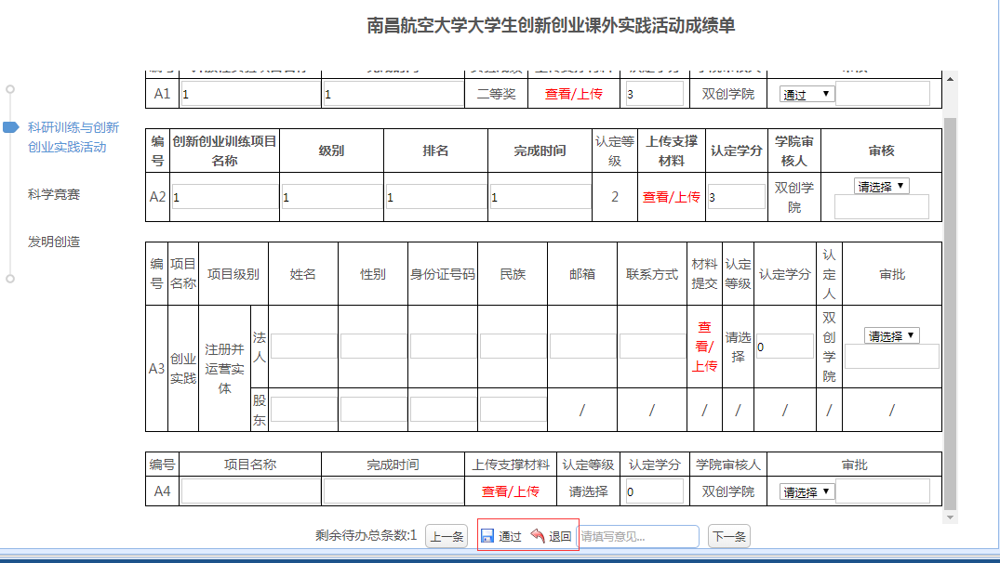 南昌航空大学大学生创新创业课外实践活动成绩单
科研训练与创新
创业实践活动
科学竞赛
发明创造
A1 1 1 二等奖 查看/上传 3 双创学院 通过
编号 创新创业训练项目名称 级别 排名 完成时间 认定等级 上传支撑材料 认定学分 学院审核人 审核
A2 1 1 1 1 2 查看/上传 3 双创学院 请选择
编号 项目名称 项目级别 姓名 性别 身份证号码 民族 邮箱 联系方式 材料提交 认定等级 认定学分 认定人 审批
A3 创业实践 注册并运营实体 法人 查看/上传 请选择 0 双创学院 请选择
股东 / / / / / / /
编号 项目名称 完成时间 上传支撑材料 认定等级 认定学分 学院审核人 审批
A4 查看/上传 请选择 0 双创学院 请选择
剩余待办总条数:1 上一条 通过 退回 请填写意见... 下一条